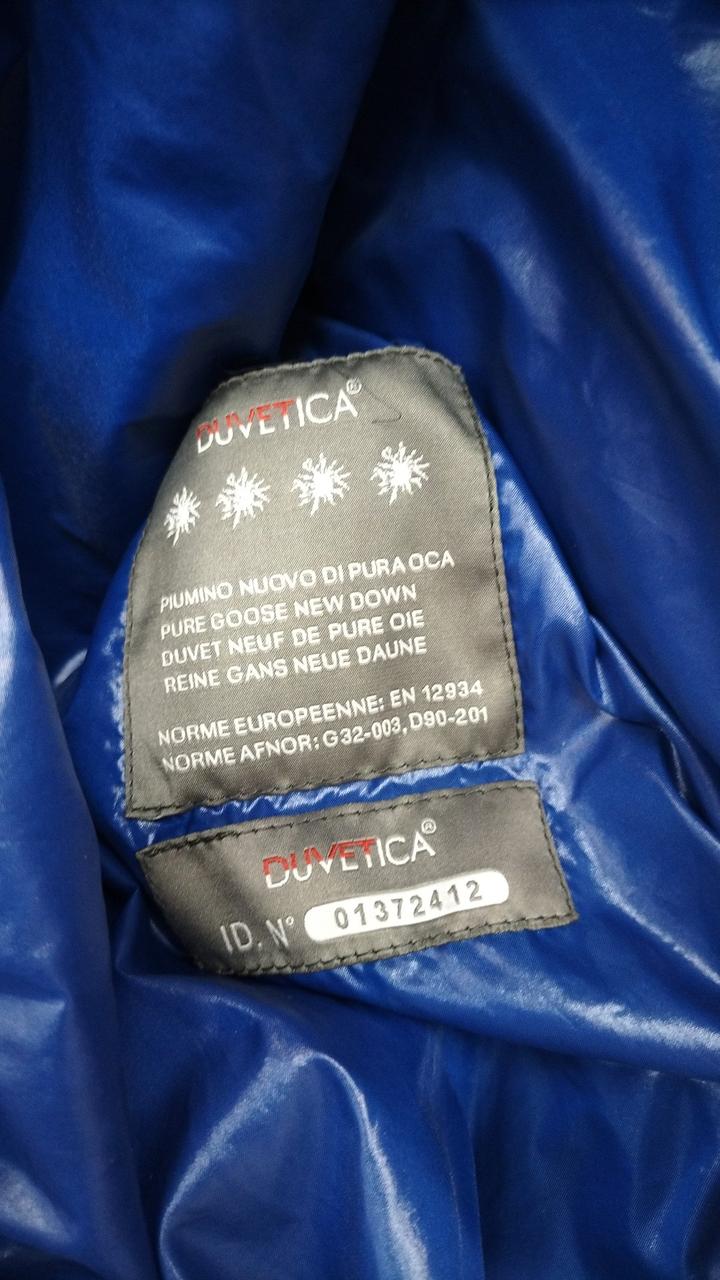 DUVETICA®
PIUMINO NUOVO DI PURA OCA
PURE GOOSE NEW DOWN
DUVET NEUF DE PURE OIE
REINE GANS NEUE DAUNE
NORME EUROPEENNE: EN 12934
NORME AFNOR: G32-003, D90-201
DUVETICA®
ID. N° 01372412